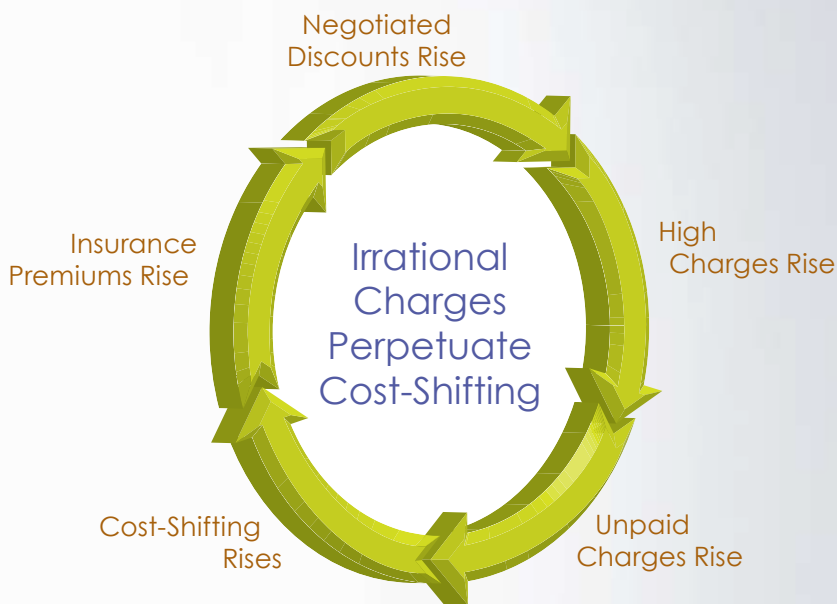 Negotiated
Discounts Rise
High
Charges Rise
Unpaid
Charges Rise
Cost-Shifting
Rises
Insurance
Premiums Rise
Irrational
Charges
Perpetuate
Cost-Shifting